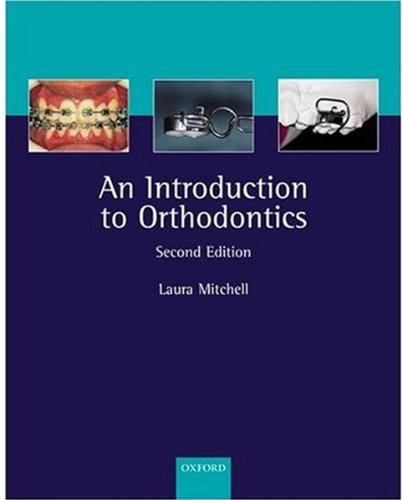 An Introduction
to Orthodontics
Second Edition
Laura Mitchell
OXFORD